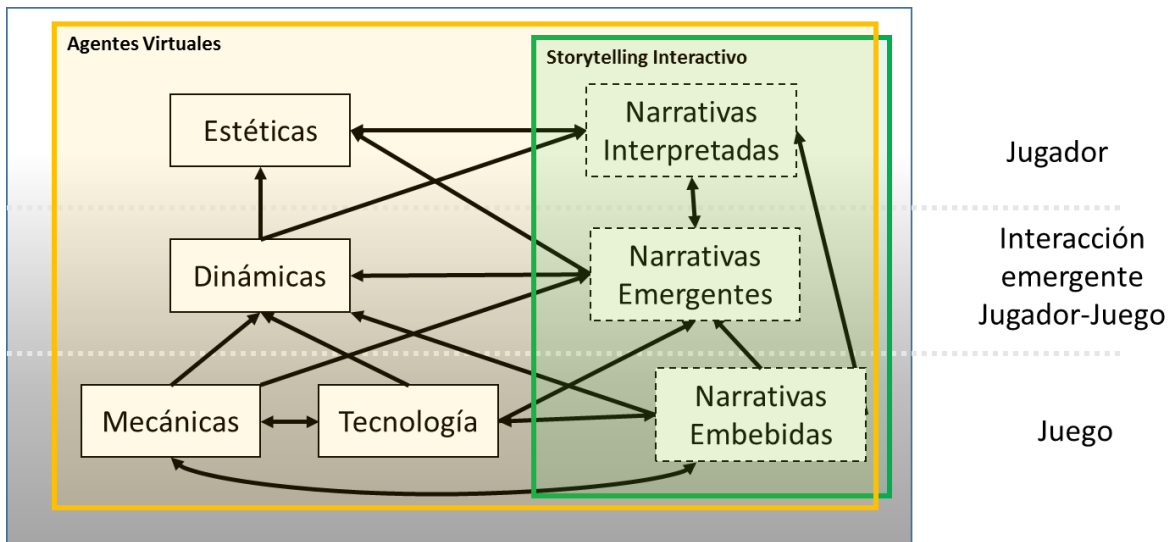 Agentes Virtuales
Storytelling Interactivo
Estéticas
Narrativas
Interpretadas
Jugador
Dinámicas
Narrativas
Emergentes
Interacción
emergente
Jugador-Juego
Mecánicas
Tecnología
Narrativas
Embebidas
Juego